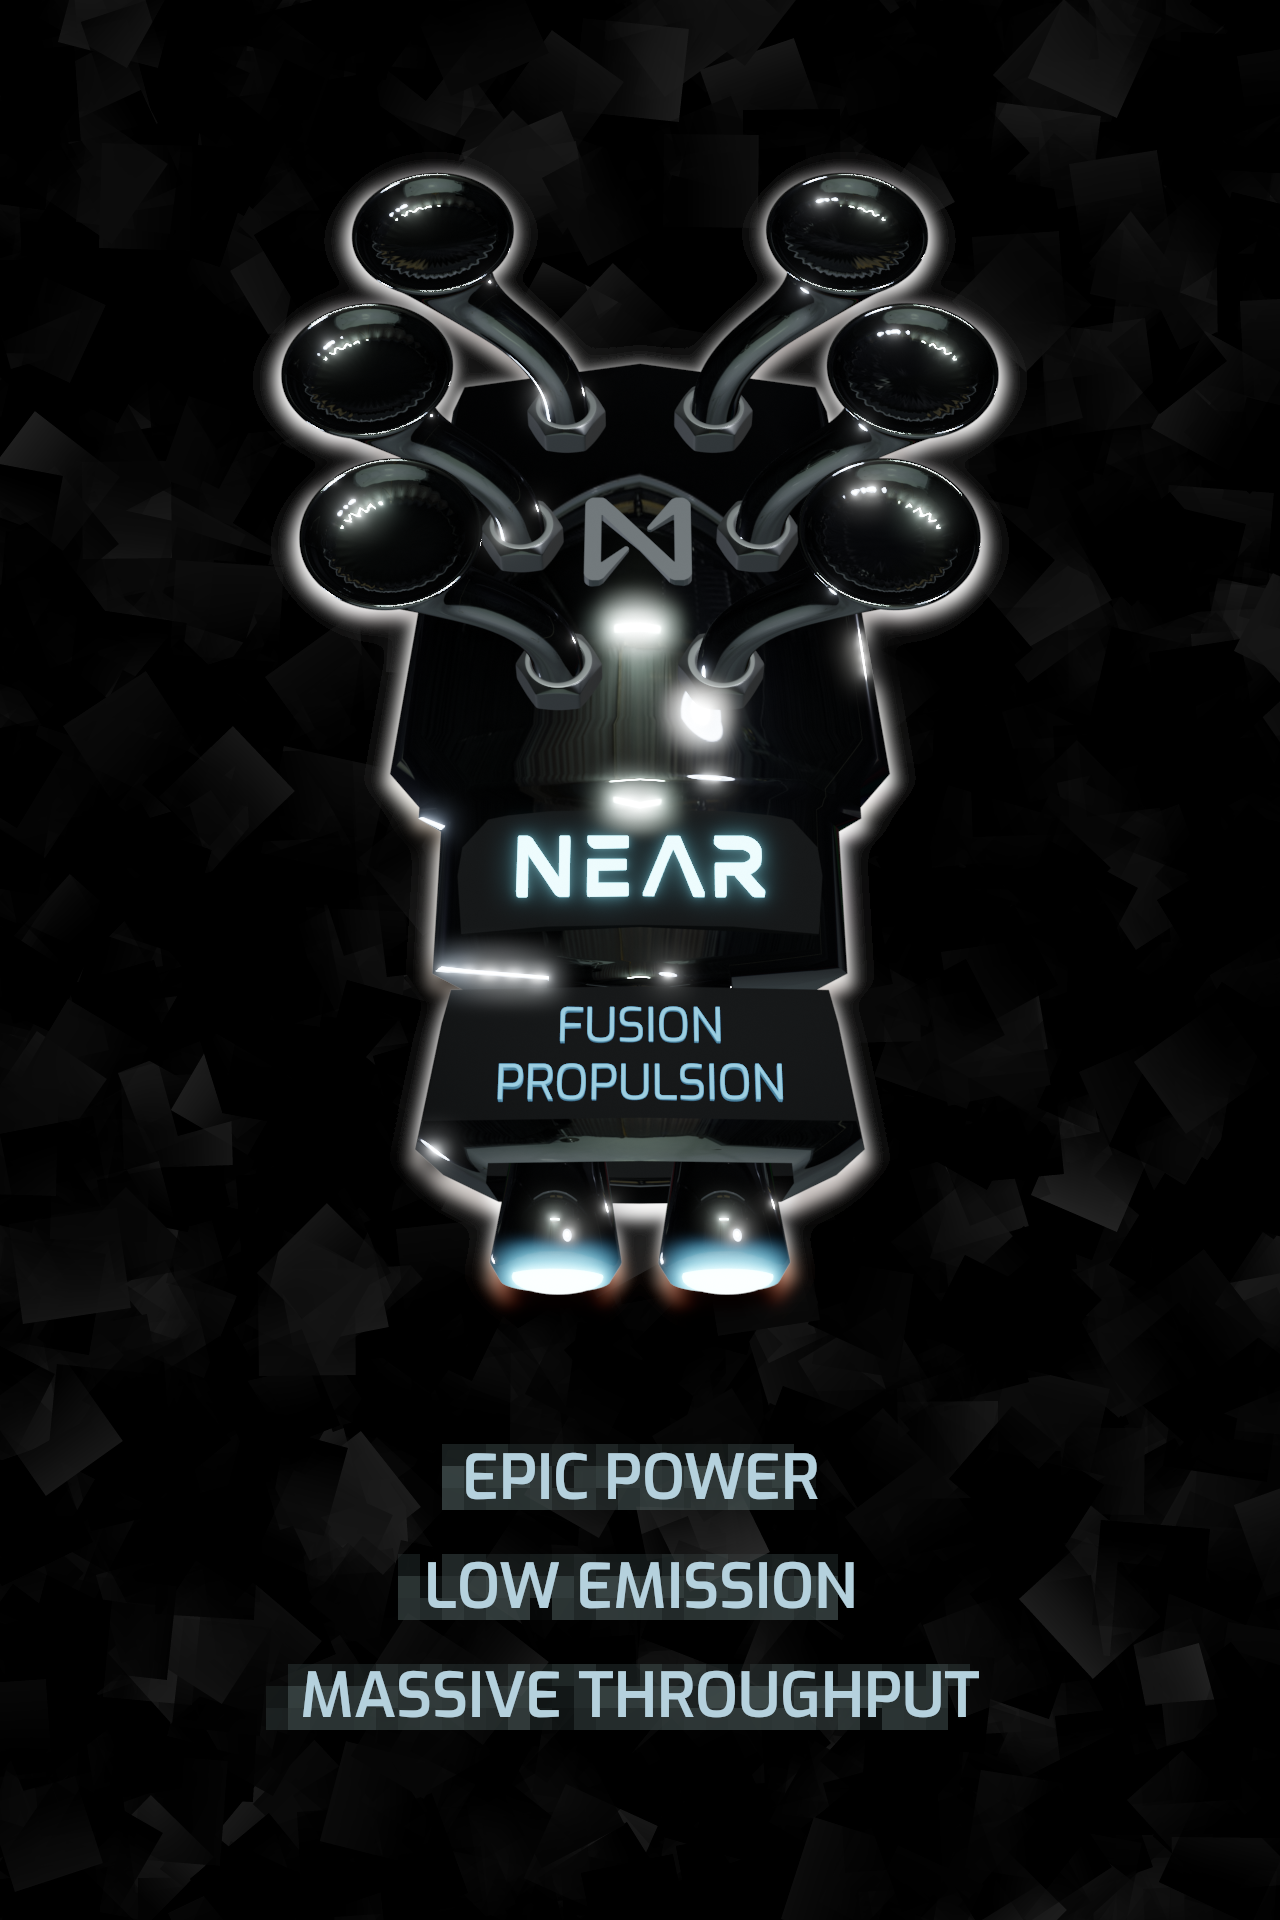 NEAR
FUSION
PROPULSION
EPIC POWER
LOW EMISSION
MASSIVE THROUGHPUT